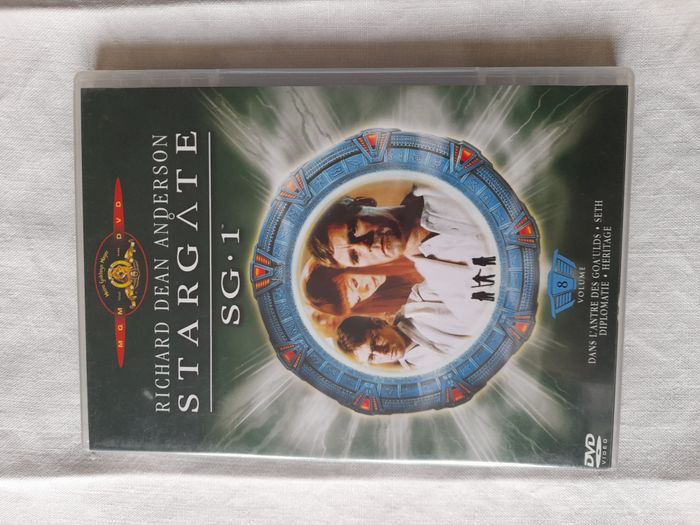 MGM DVD
RICHARD DEAN ANDERSON
STARGATE
SG·1
8
VOLUME
DANS L'ANTRE DES GOA'ULDS • SETH
DIPLOMATIE • HERITAGE
DVD
VIDEO